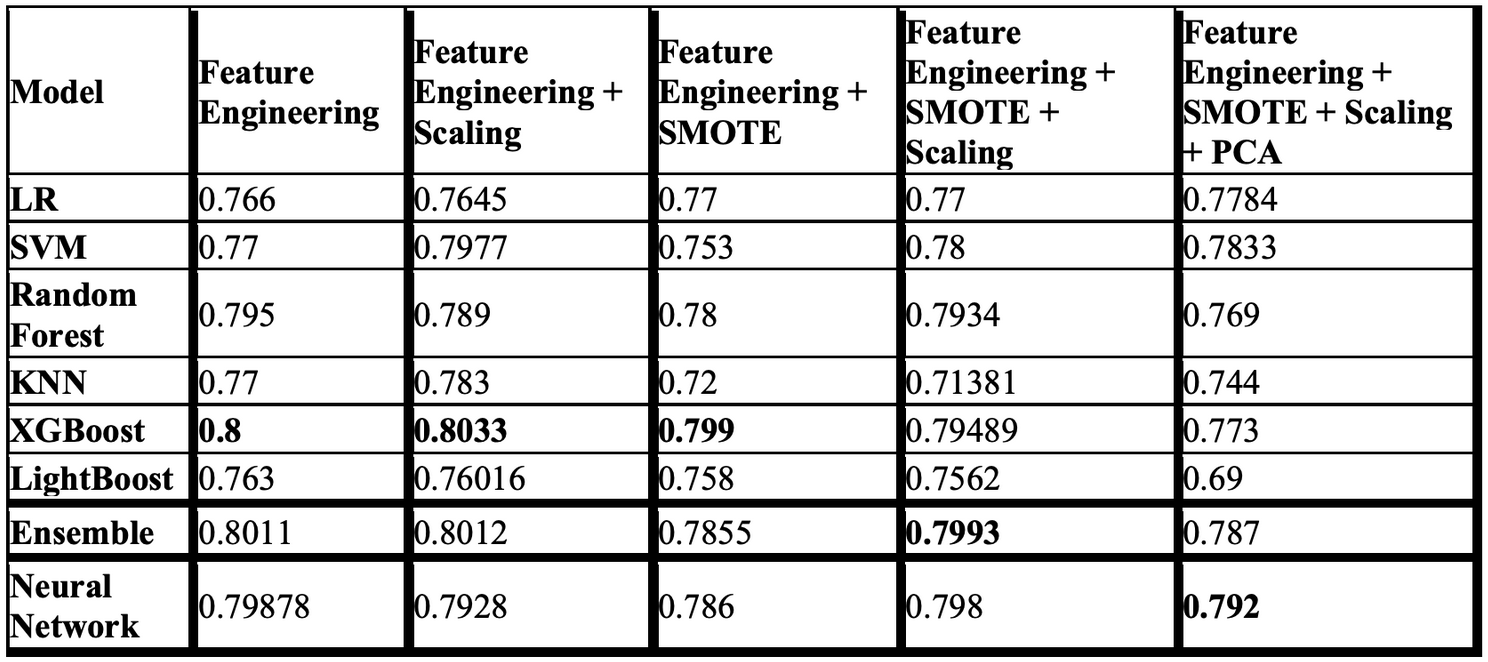 Model | Feature Engineering | Feature Engineering + Scaling | Feature Engineering + SMOTE | Feature Engineering + SMOTE + Scaling | Feature Engineering + SMOTE + Scaling + PCA
LR | 0.766 | 0.7645 | 0.77 | 0.77 | 0.7784
SVM | 0.77 | 0.7977 | 0.753 | 0.78 | 0.7833
Random Forest | 0.795 | 0.789 | 0.78 | 0.7934 | 0.769
KNN | 0.77 | 0.783 | 0.72 | 0.71381 | 0.744
XGBoost | 0.8 | 0.8033 | 0.799 | 0.79489 | 0.773
LightBoost | 0.763 | 0.76016 | 0.758 | 0.7562 | 0.69
Ensemble | 0.8011 | 0.8012 | 0.7855 | 0.7993 | 0.787
Neural Network | 0.79878 | 0.7928 | 0.786 | 0.798 | 0.792